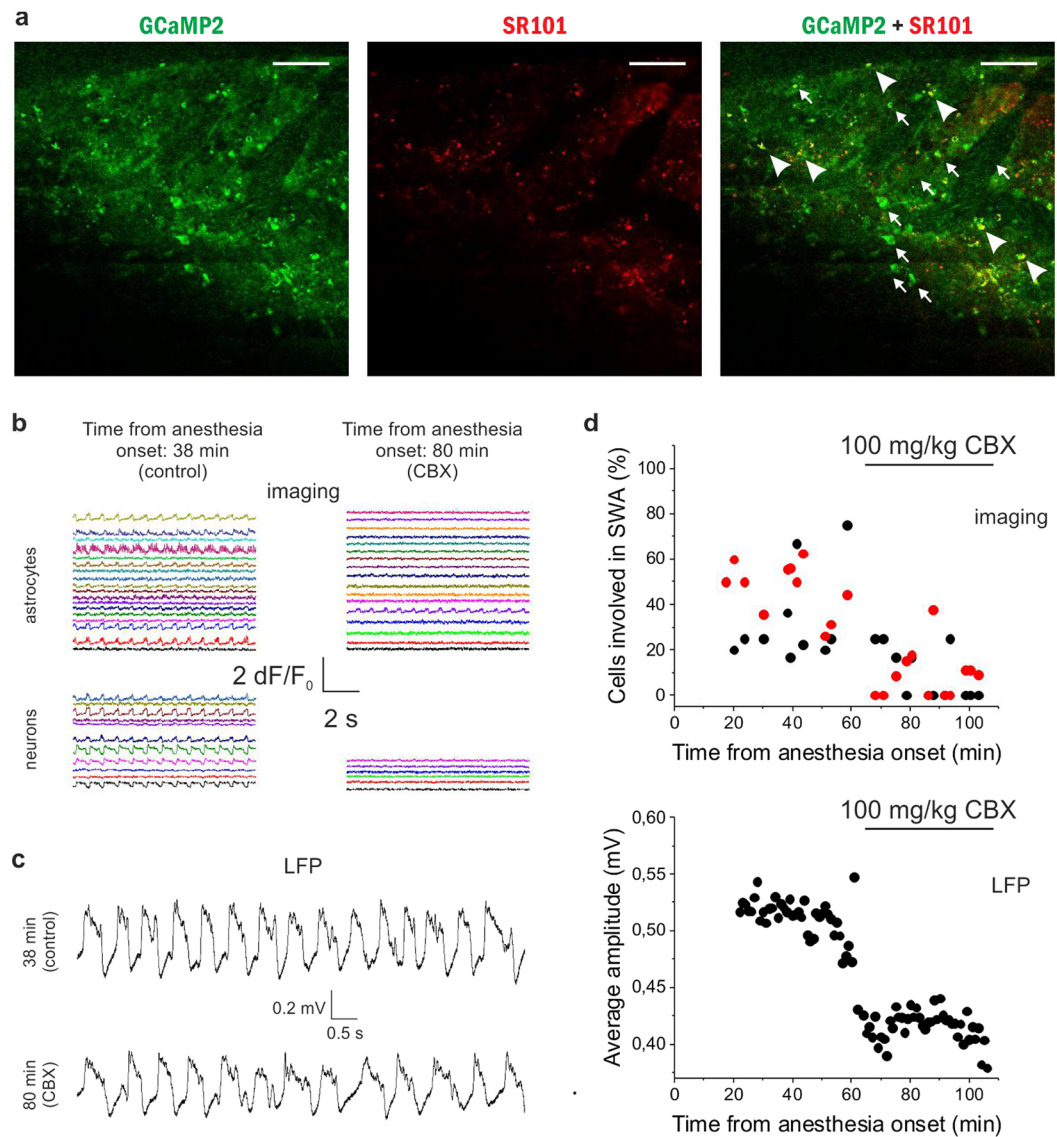 a
GCaMP2
SR101
GCaMP2 + SR101
b
Time from anesthesia
onset: 38 min
(control)
Time from anesthesia
onset: 80 min
(CBX)
imaging
astrocytes
2 dF/F0
2 s
neurons
c
LFP
38 min
(control)
0.2 mV
0.5 s
80 min
(CBX)
d
100 mg/kg CBX
imaging
Cells involved in SWA (%)
100
80
60
40
20
0
0 20 40 60 80 100
Time from anesthesia onset (min)
100 mg/kg CBX
LFP
Average amplitude (mV)
0,60
0,55
0,50
0,45
0,40
0 20 40 60 80 100
Time from anesthesia onset (min)